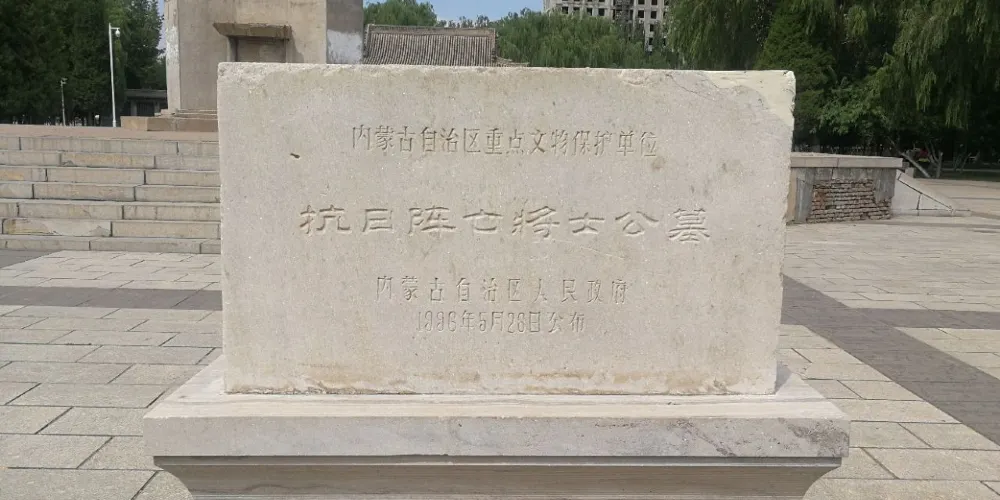 内蒙古自治区重点文物保护单位
抗日阵亡将士公墓
内蒙古自治区人民政府
1996年5月28日公布